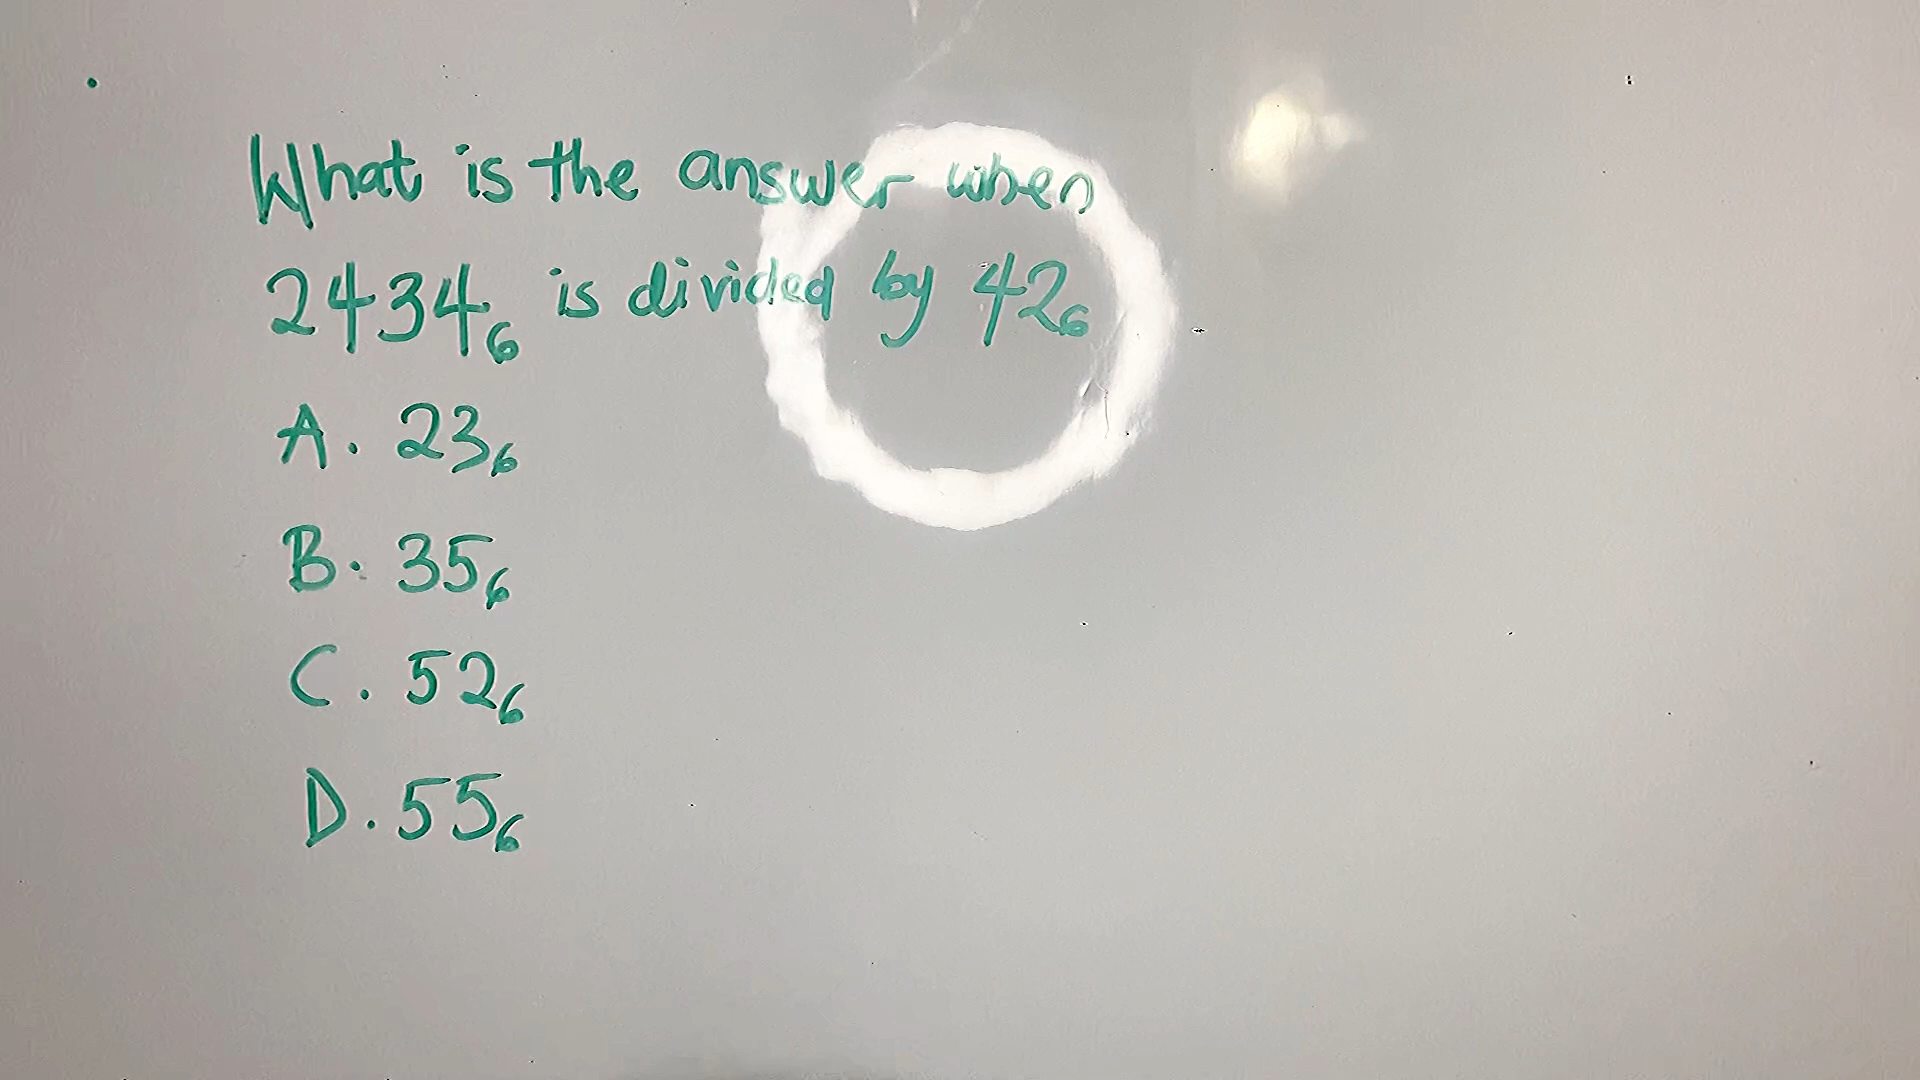 What is the answer when
2434₆ is divided by 42₆
A. 23₆
B. 35₆
C. 52₆
D. 55₆